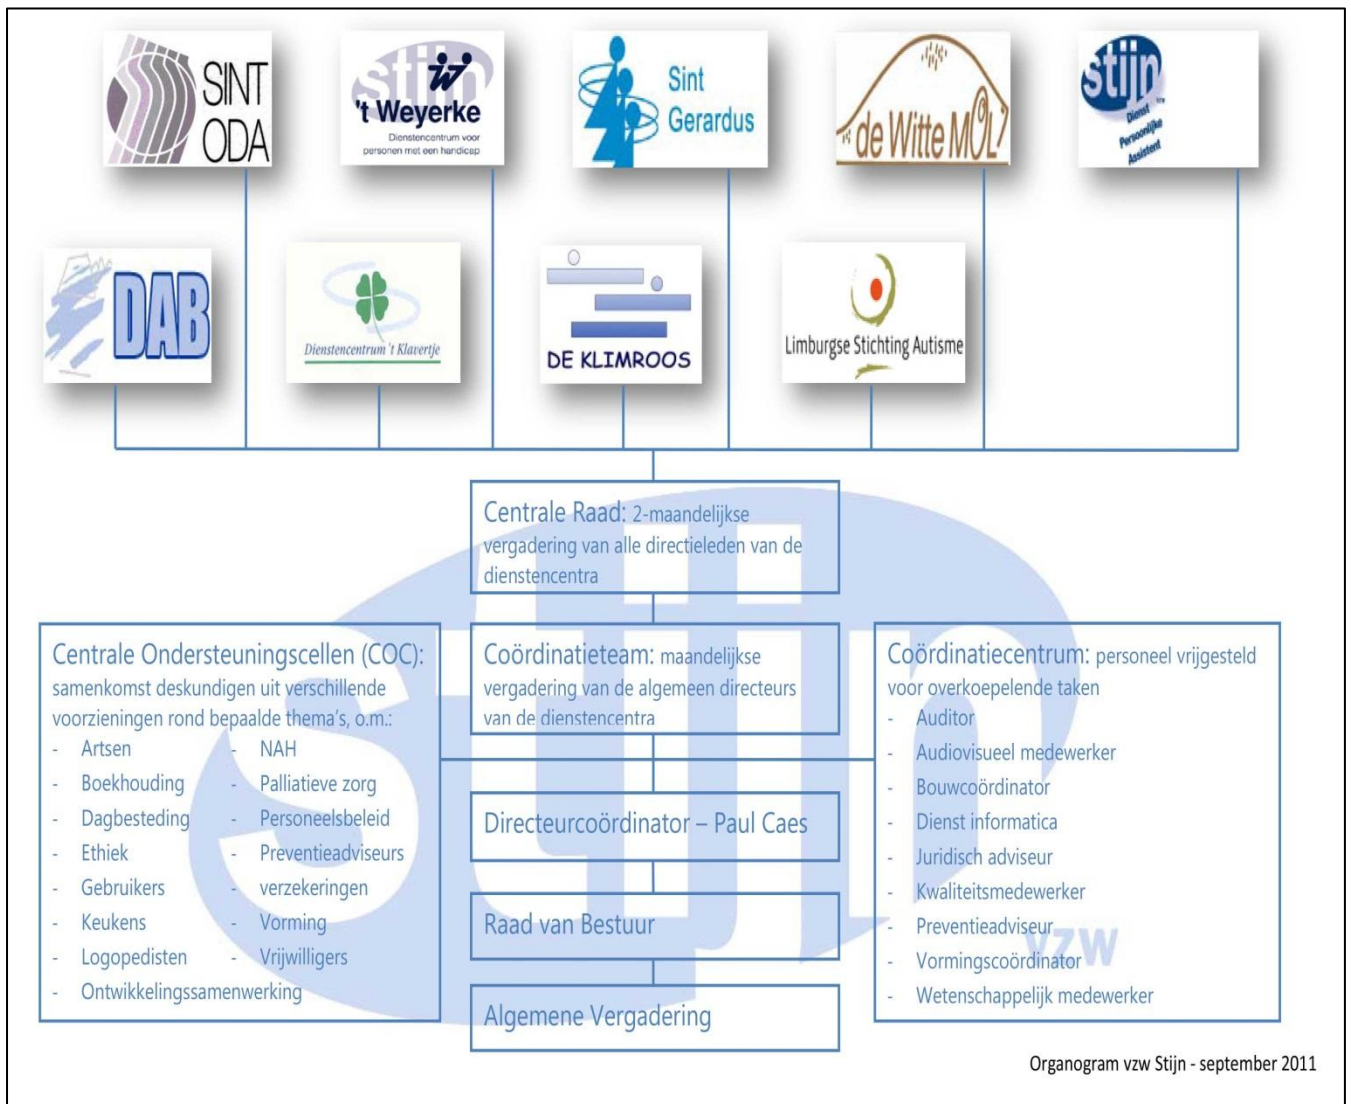 SINT
ODA
stijn
't Weyerke
Dienstencentrum voor
personen met een handicap
Sint
Gerardus
de Witte MOL
stijn vzw
Dienst
Persoonlijke
Assistent
DAB
Dienstencentrum 't Klavertje
DE KLIMROOS
Limburgse Stichting Autisme
Centrale Raad: 2-maandelijkse
vergadering van alle directieleden van de
dienstencentra
Centrale Ondersteuningscellen (COC):
samenkomst deskundigen uit verschillende
voorzieningen rond bepaalde thema's, o.m.:
- Artsen
- Boekhouding
- Dagbesteding
- Ethiek
- Gebruikers
- Keukens
- Logopedisten
- Ontwikkelingssamenwerking
- NAH
- Palliatieve zorg
- Personeelsbeleid
- Preventieadviseurs
- verzekeringen
- Vorming
- Vrijwilligers
Coördinatieteam: maandelijkse
vergadering van de algemeen directeurs
van de dienstencentra
Directeurcoördinator – Paul Caes
Raad van Bestuur
Algemene Vergadering
Coördinatiecentrum: personeel vrijgesteld
voor overkoepelende taken
- Auditor
- Audiovisueel medewerker
- Bouwcoördinator
- Dienst informatica
- Juridisch adviseur
- Kwaliteitsmedewerker
- Preventieadviseur
- Vormingscoördinator
- Wetenschappelijk medewerker
stijn
vzw
Organogram vzw Stijn - september 2011